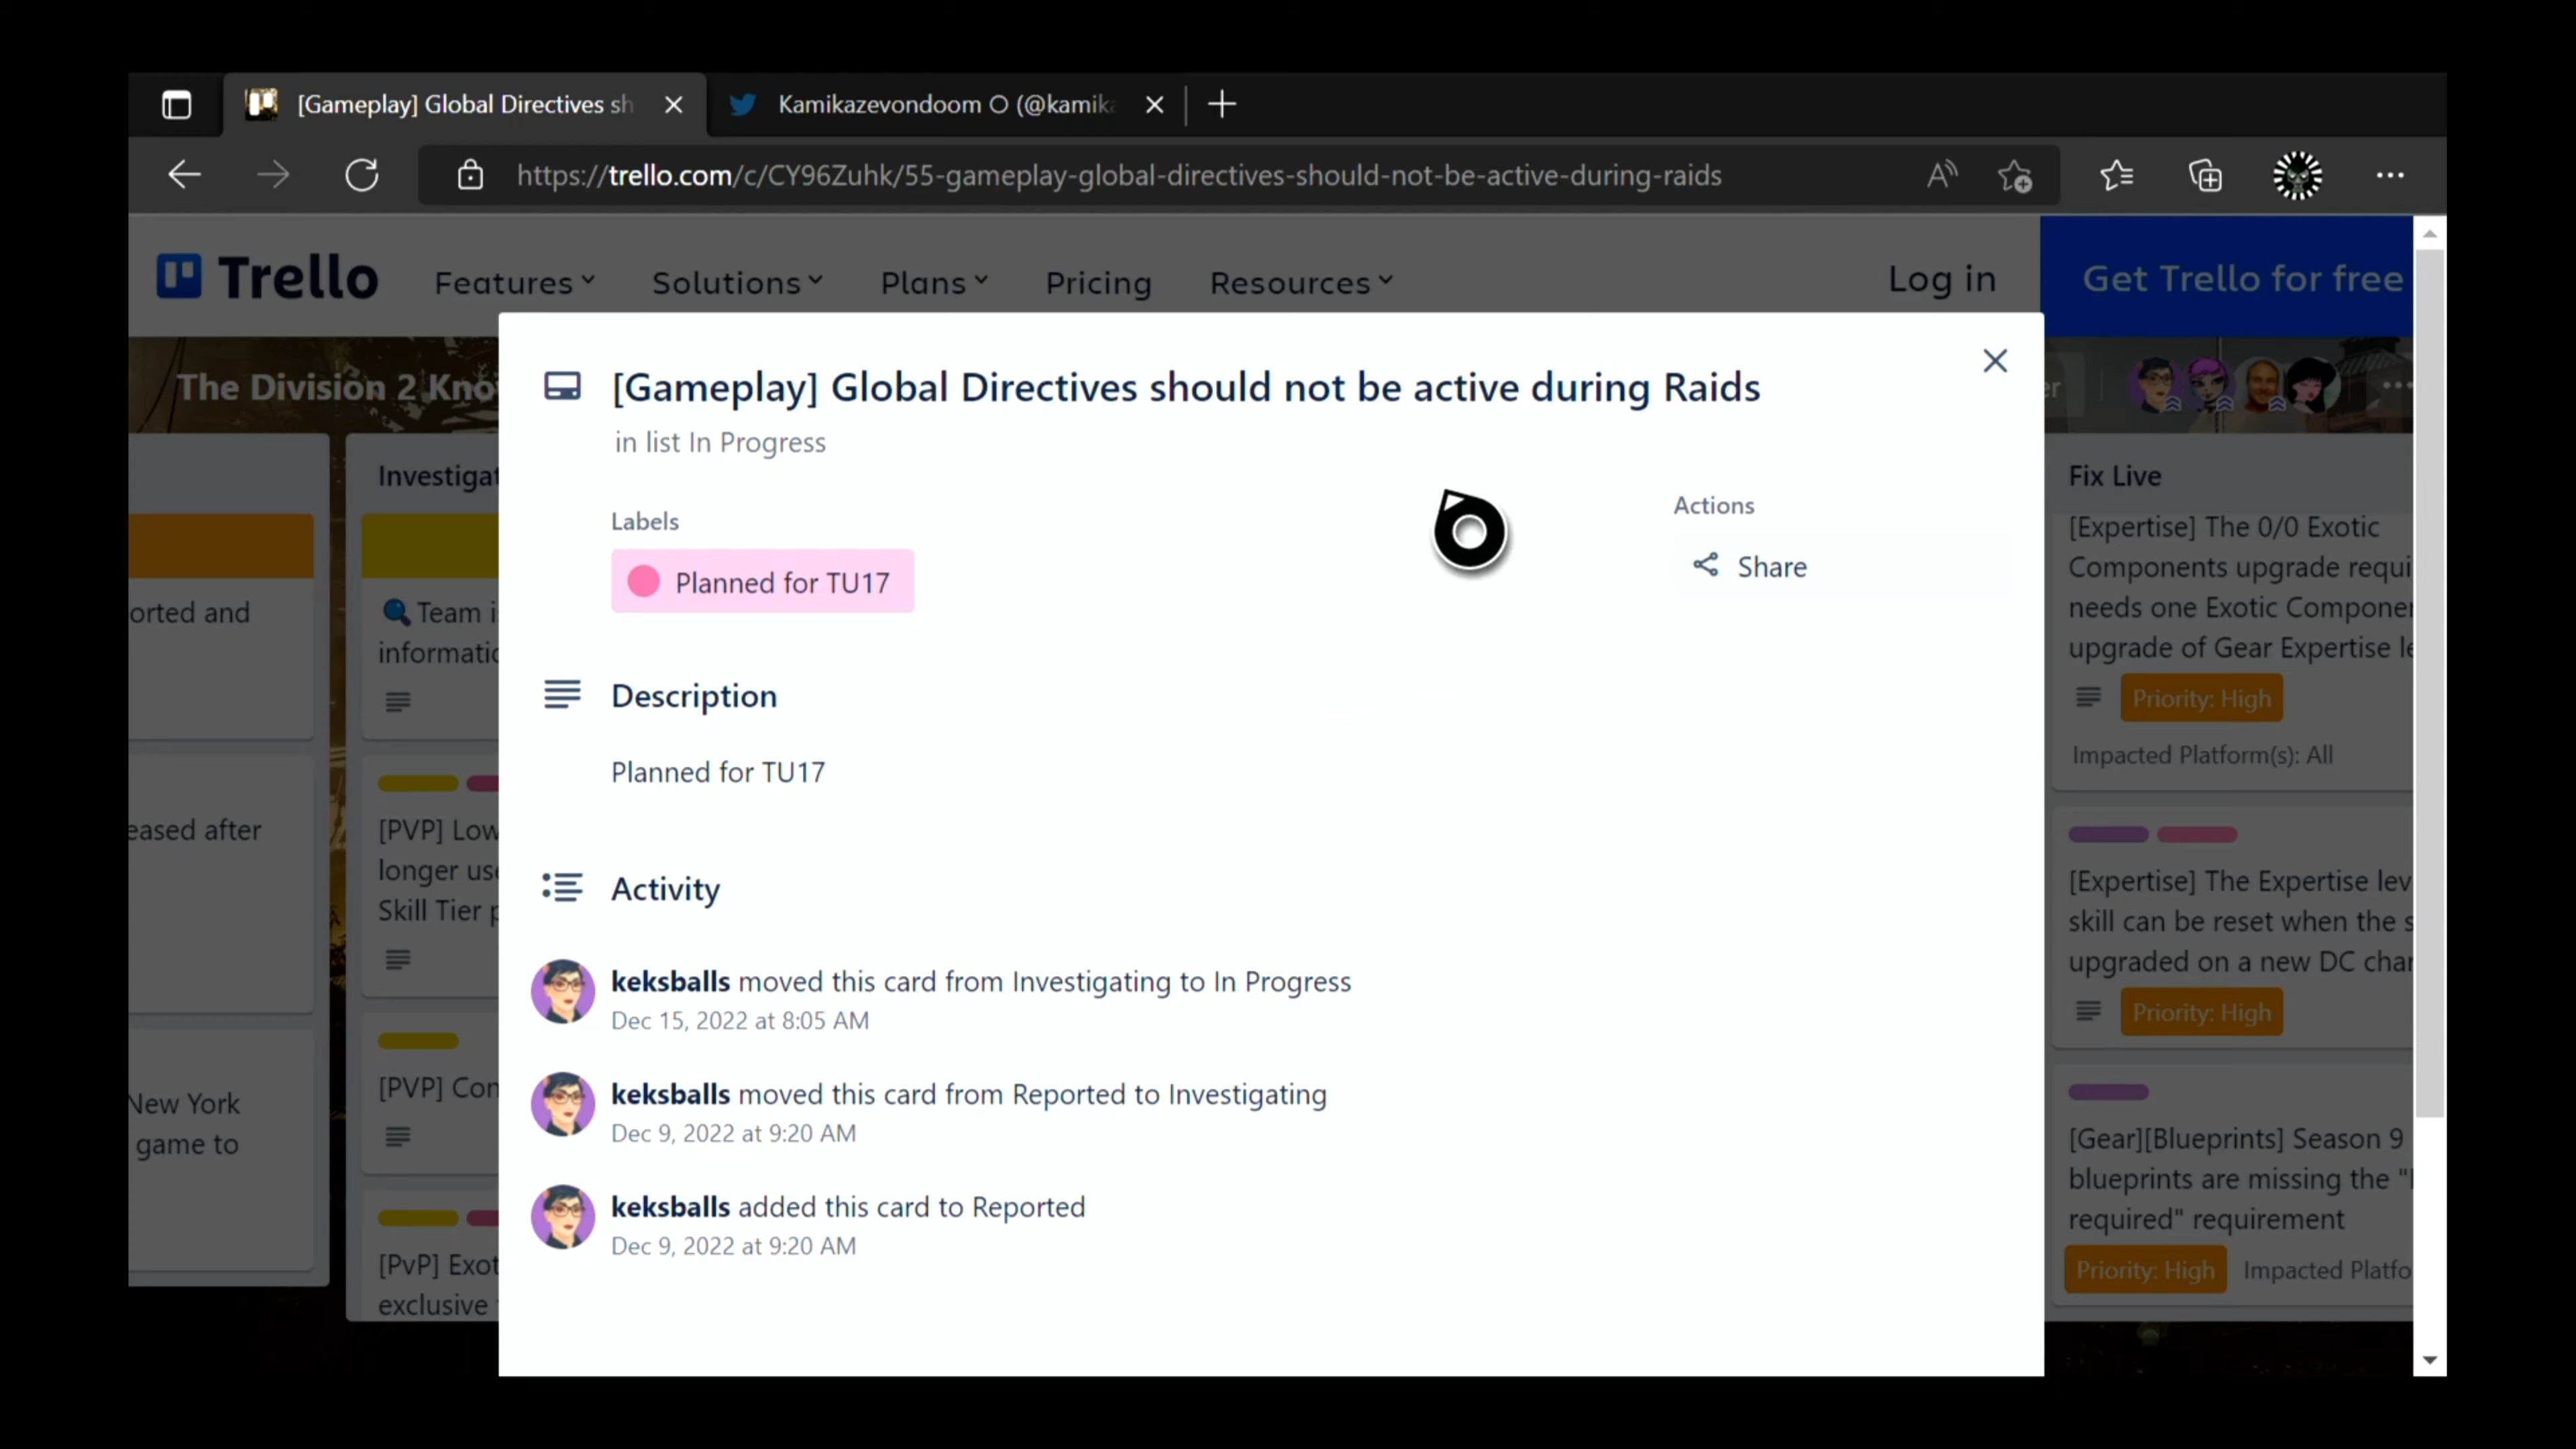 [Gameplay] Global Directives sh
Kamikazevondoom O (@kamik
https://trello.com/c/CY96Zuhk/55-gameplay-global-directives-should-not-be-active-during-raids
Trello
Features
Solutions
Plans
Pricing
Resources
Log in
Get Trello for free
The Division 2 Kno
[Gameplay] Global Directives should not be active during Raids
in list In Progress
Labels
Planned for TU17
Actions
Share
Description
Planned for TU17
Activity
keksballs moved this card from Investigating to In Progress
Dec 15, 2022 at 8:05 AM
keksballs moved this card from Reported to Investigating
Dec 9, 2022 at 9:20 AM
keksballs added this card to Reported
Dec 9, 2022 at 9:20 AM
orted and
eased after
New York
game to
Investigat
Team i
informatio
[PVP] Low
longer use
Skill Tier p
[PVP] Con
[PvP] Exot
exclusive
er
Fix Live
[Expertise] The 0/0 Exotic
Components upgrade requi
needs one Exotic Componer
upgrade of Gear Expertise le
Priority: High
Impacted Platform(s): All
[Expertise] The Expertise lev
skill can be reset when the s
upgraded on a new DC char
Priority: High
[Gear][Blueprints] Season 9
blueprints are missing the "
required" requirement
Priority: High
Impacted Platfo